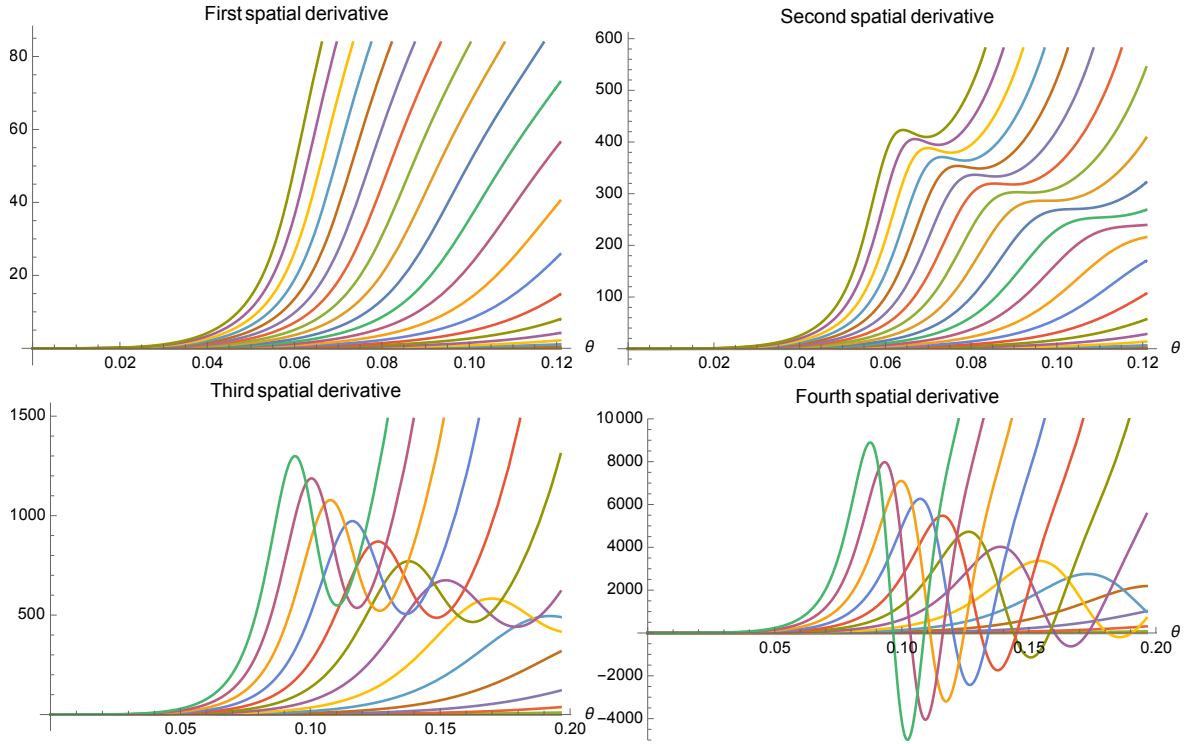 First spatial derivative
80
60
40
20
0.02 0.04 0.06 0.08 0.10 0.12 θ
Second spatial derivative
600
500
400
300
200
100
0.02 0.04 0.06 0.08 0.10 0.12 θ
Third spatial derivative
1500
1000
500
0.05 0.10 0.15 0.20 θ
Fourth spatial derivative
10 000
8000
6000
4000
2000
-2000
-4000
0.05 0.10 0.15 0.20 θ